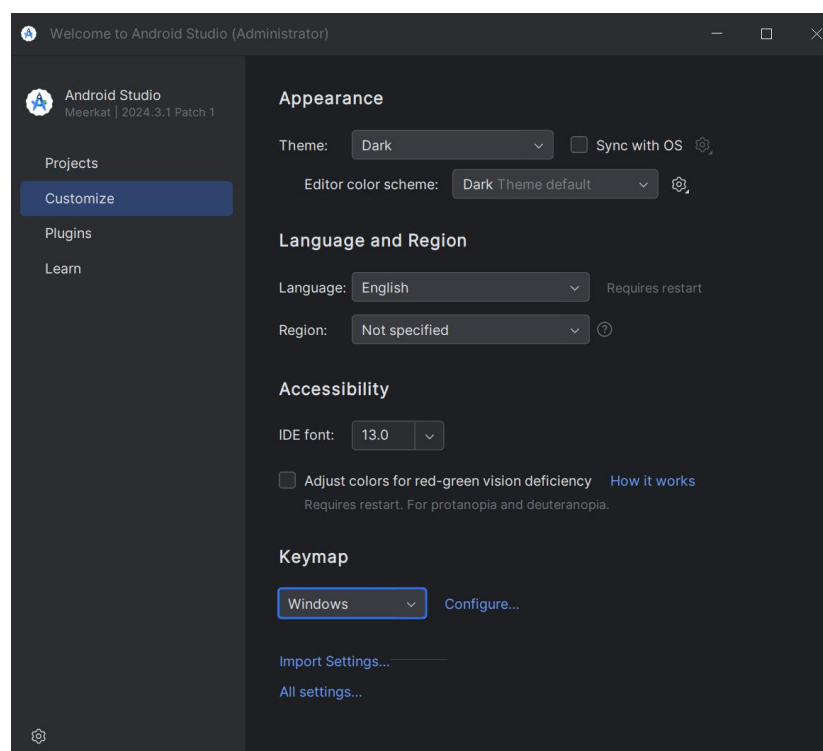 Welcome to Android Studio (Administrator)
Android Studio
Meerkat | 2024.3.1 Patch 1
Projects
Customize
Plugins
Learn
Appearance
Theme: Dark Sync with OS
Editor color scheme: Dark Theme default
Language and Region
Language: English Requires restart
Region: Not specified ?
Accessibility
IDE font: 13.0
Adjust colors for red-green vision deficiency How it works
Requires restart. For protanopia and deuteranopia.
Keymap
Windows Configure...
Import Settings...
All settings...